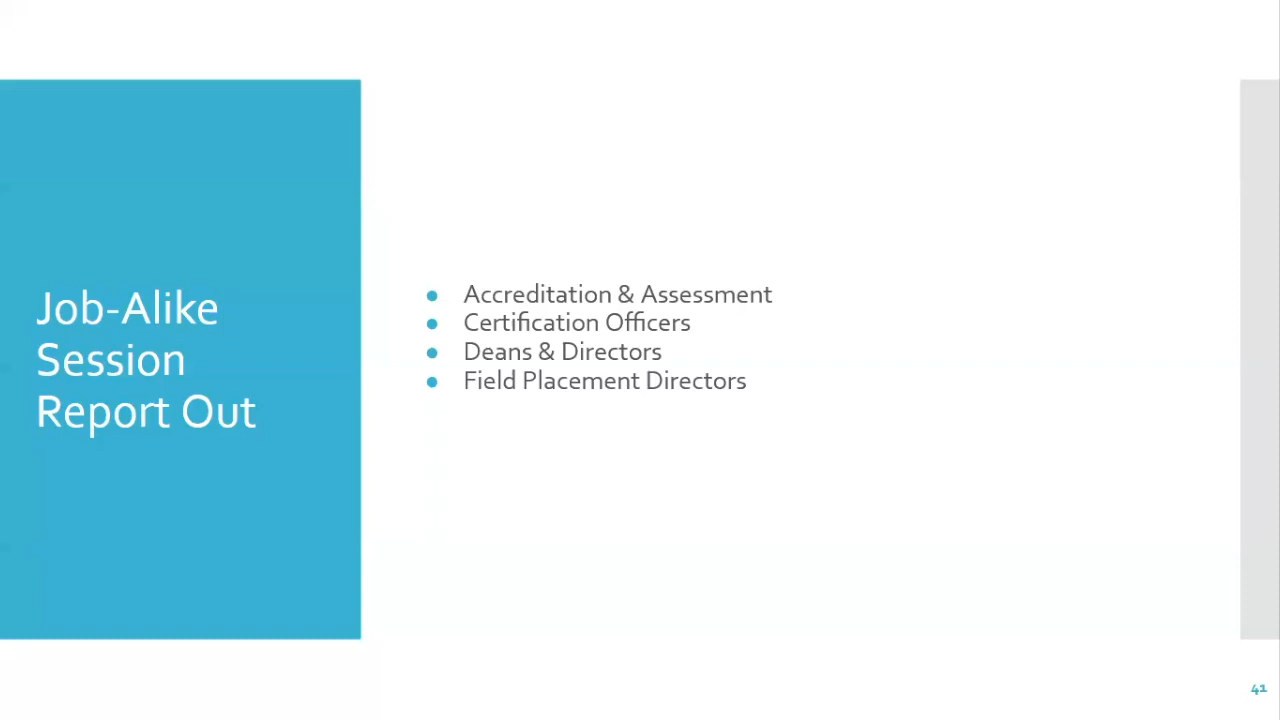 Job-Alike
Session
Report Out
● Accreditation & Assessment
● Certification Officers
● Deans & Directors
● Field Placement Directors
41